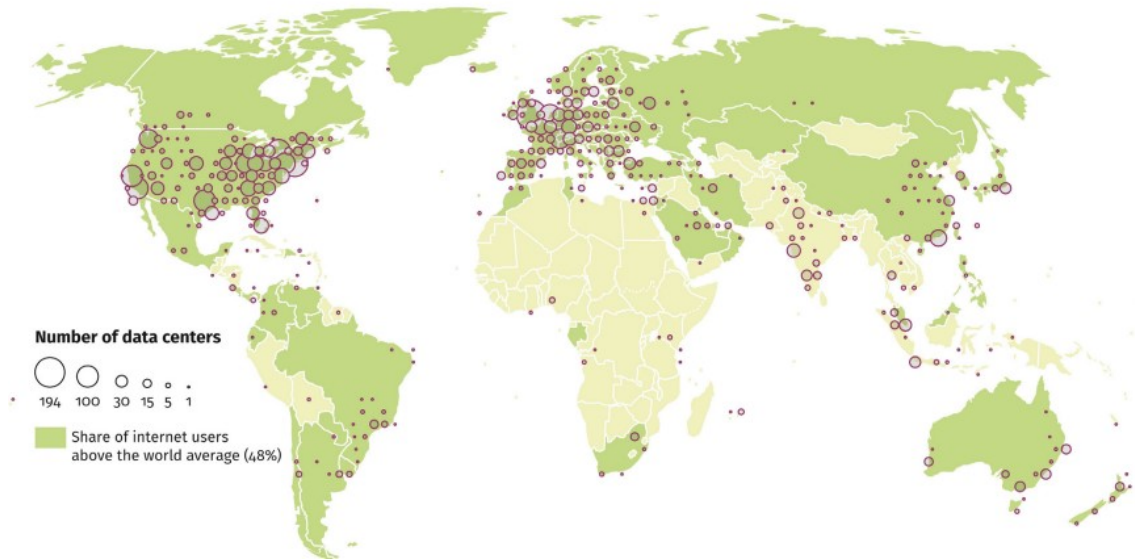 Number of data centers
194 100 30 15 5 1
Share of internet users
above the world average (48%)